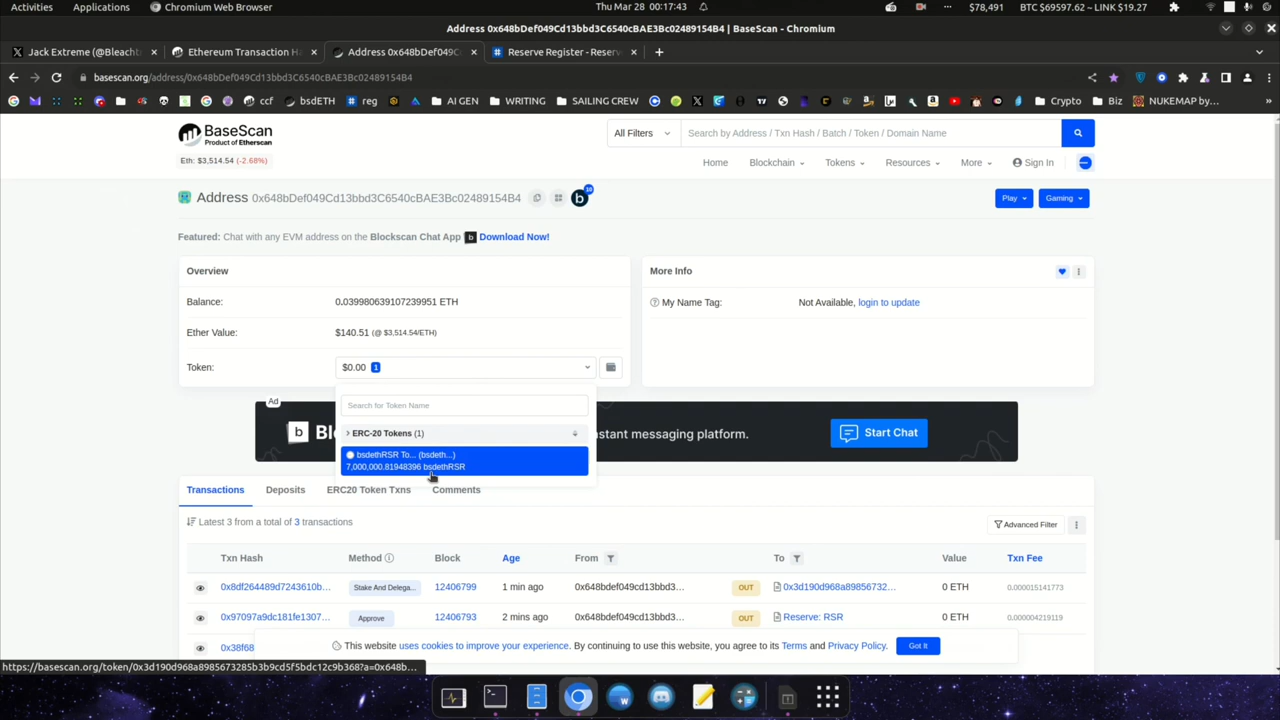 Activities Applications Chromium Web Browser Thu Mar 28 00:17:43 $78,491 BTC $69597.62 ~ LINK $19.27
Address 0x648bDef049Cd13bbd3C6540cBAE3Bc02489154B4 | BaseScan - Chromium
Jack Extreme (@Bleacht Ethereum Transaction Ha Address 0x648bDef049C Reserve Register - Reserv
basescan.org/address/0x648bDef049Cd13bbd3C6540cBAE3Bc02489154B4
ccf bsdETH reg AI GEN WRITING SAILING CREW Crypto Biz NUKEMAP by...
BaseScan
Product of Etherscan
All Filters Search by Address / Txn Hash / Batch / Token / Domain Name
Eth: $3,514.54 (-2.68%)
Home Blockchain Tokens Resources More Sign In
Address 0x648bDef049Cd13bbd3C6540cBAE3Bc02489154B4
Play Gaming
Featured: Chat with any EVM address on the Blockscan Chat App Download Now!
Overview
More Info
Balance: 0.039980639107239951 ETH
My Name Tag: Not Available, login to update
Ether Value: $140.51 (@ $3,514.54/ETH)
Token: $0.00 1
Ad
Search for Token Name
b Bl
ERC-20 Tokens (1)
nstant messaging platform.
Start Chat
bsdethRSR To... (bsdeth...)
7,000,000.81948396 bsdethRSR
Transactions Deposits ERC20 Token Txns Comments
Latest 3 from a total of 3 transactions
Advanced Filter
Txn Hash Method Block Age From To Value Txn Fee
0x8df264489d7243610b... Stake And Delega... 12406799 1 min ago 0x648bdef049cd13bbd3... OUT 0x3d190d968a89856732... 0 ETH 0.000015141773
0x97097a9dc181fe1307... Approve 12406793 2 mins ago 0x648bdef049cd13bbd3... OUT Reserve: RSR 0 ETH 0.000004219119
0x38f68
This website uses cookies to improve your experience. By continuing to use this website, you agree to its Terms and Privacy Policy.
Got It
https://basescan.org/token/0x3d190d968a8985673285b3b9cd5f5bdc12c9b368?a=0x648b...